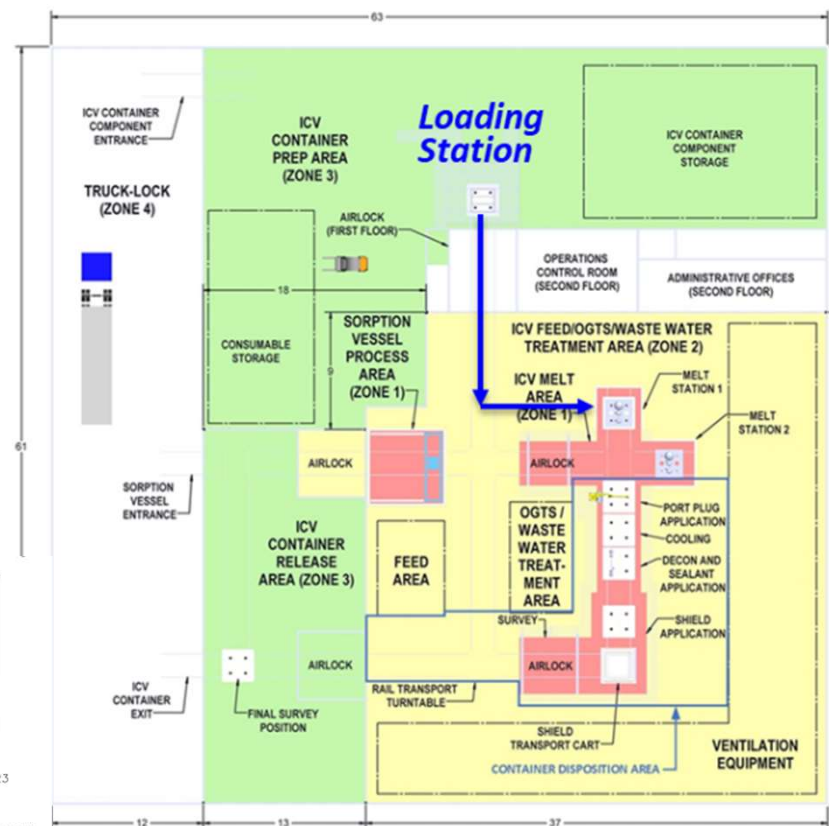 63
ICV CONTAINER
COMPONENT
ENTRANCE
TRUCK-LOCK
(ZONE 4)
ICV
CONTAINER
PREP AREA
(ZONE 3)
Loading
Station
ICV CONTAINER
COMPONENT
STORAGE
AIRLOCK
(FIRST FLOOR)
OPERATIONS
CONTROL ROOM
(SECOND FLOOR)
ADMINISTRATIVE OFFICES
(SECOND FLOOR)
18
CONSUMABLE
STORAGE
9
SORPTION
VESSEL
PROCESS
AREA
(ZONE 1)
ICV FEED/OGTS/WASTE WATER
TREATMENT AREA (ZONE 2)
ICV MELT
AREA
(ZONE 1)
MELT
STATION 1
MELT
STATION 2
61
AIRLOCK
AIRLOCK
SORPTION
VESSEL
ENTRANCE
ICV
CONTAINER
RELEASE
AREA (ZONE 3)
FEED
AREA
OGTS /
WASTE
WATER
TREAT-
MENT
AREA
PORT PLUG
APPLICATION
COOLING
DECON AND
SEALANT
APPLICATION
SHIELD
APPLICATION
SURVEY
AIRLOCK
AIRLOCK
ICV
CONTAINER
EXIT
FINAL SURVEY
POSITION
RAIL TRANSPORT
TURNTABLE
SHIELD
TRANSPORT CART
CONTAINER DISPOSITION AREA
VENTILATION
EQUIPMENT
12
13
37